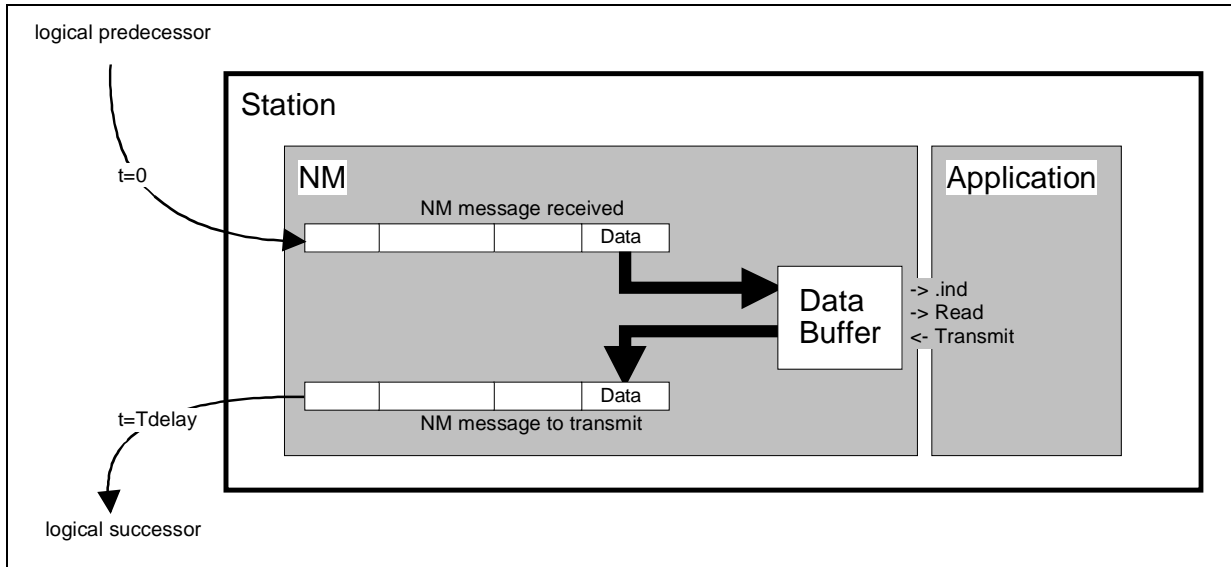 logical predecessor
Station
t=0
NM
Application
NM message received
Data
Data
Buffer
-> .ind
-> Read
<- Transmit
Data
t=Tdelay
NM message to transmit
logical successor